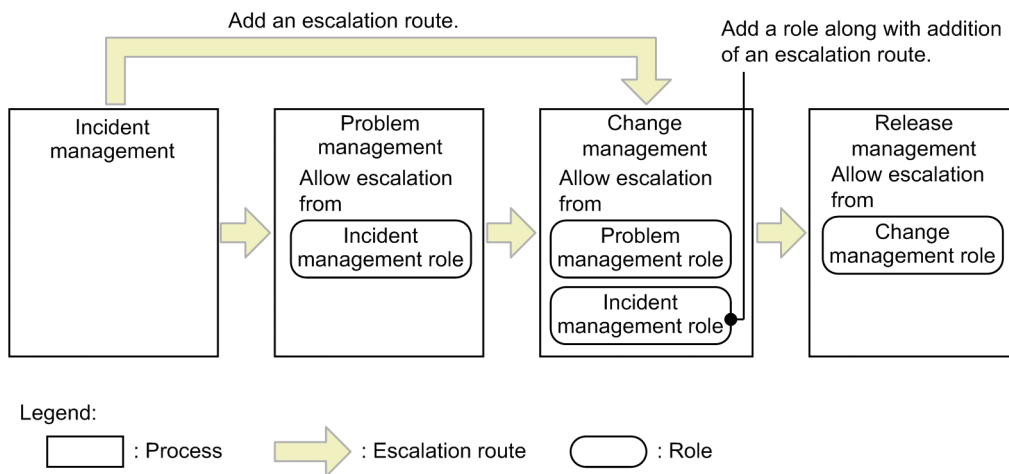 Add an escalation route.
Add a role along with addition
of an escalation route.
Incident
management
Problem
management
Allow escalation
from
Incident
management role
Change
management
Allow escalation
from
Problem
management role
Incident
management role
Release
management
Allow escalation
from
Change
management role
Legend:
: Process
: Escalation route
: Role